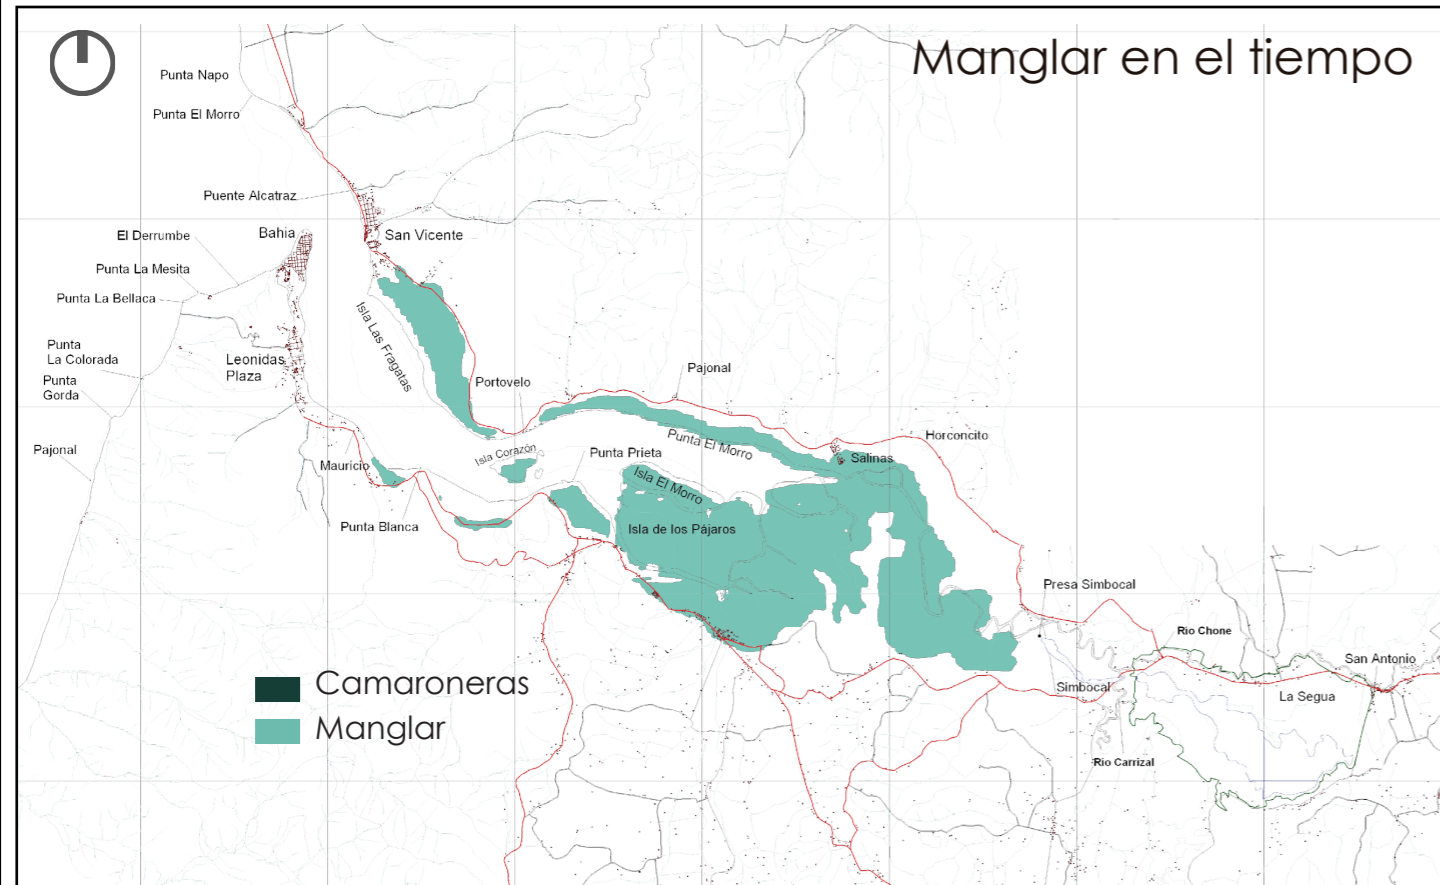 Manglar en el tiempo
Punta Napo
Punta El Morro
Puente Alcatraz
Bahia
San Vicente
El Derrumbe
Punta La Mesita
Punta La Bellaca
Isla Las Fragatas
Punta
La Colorada
Leonidas
Plaza
Punta
Gorda
Portovelo
Pajonal
Pajonal
Mauricio
Isla Corazón
Punta Prieta
Punta El Morro
Horconcito
Salinas
Isla El Morro
Punta Blanca
Isla de los Pájaros
Presa Simbocal
Rio Chone
San Antonio
Simbocal
La Segua
Rio Carrizal
Camaroneras
Manglar